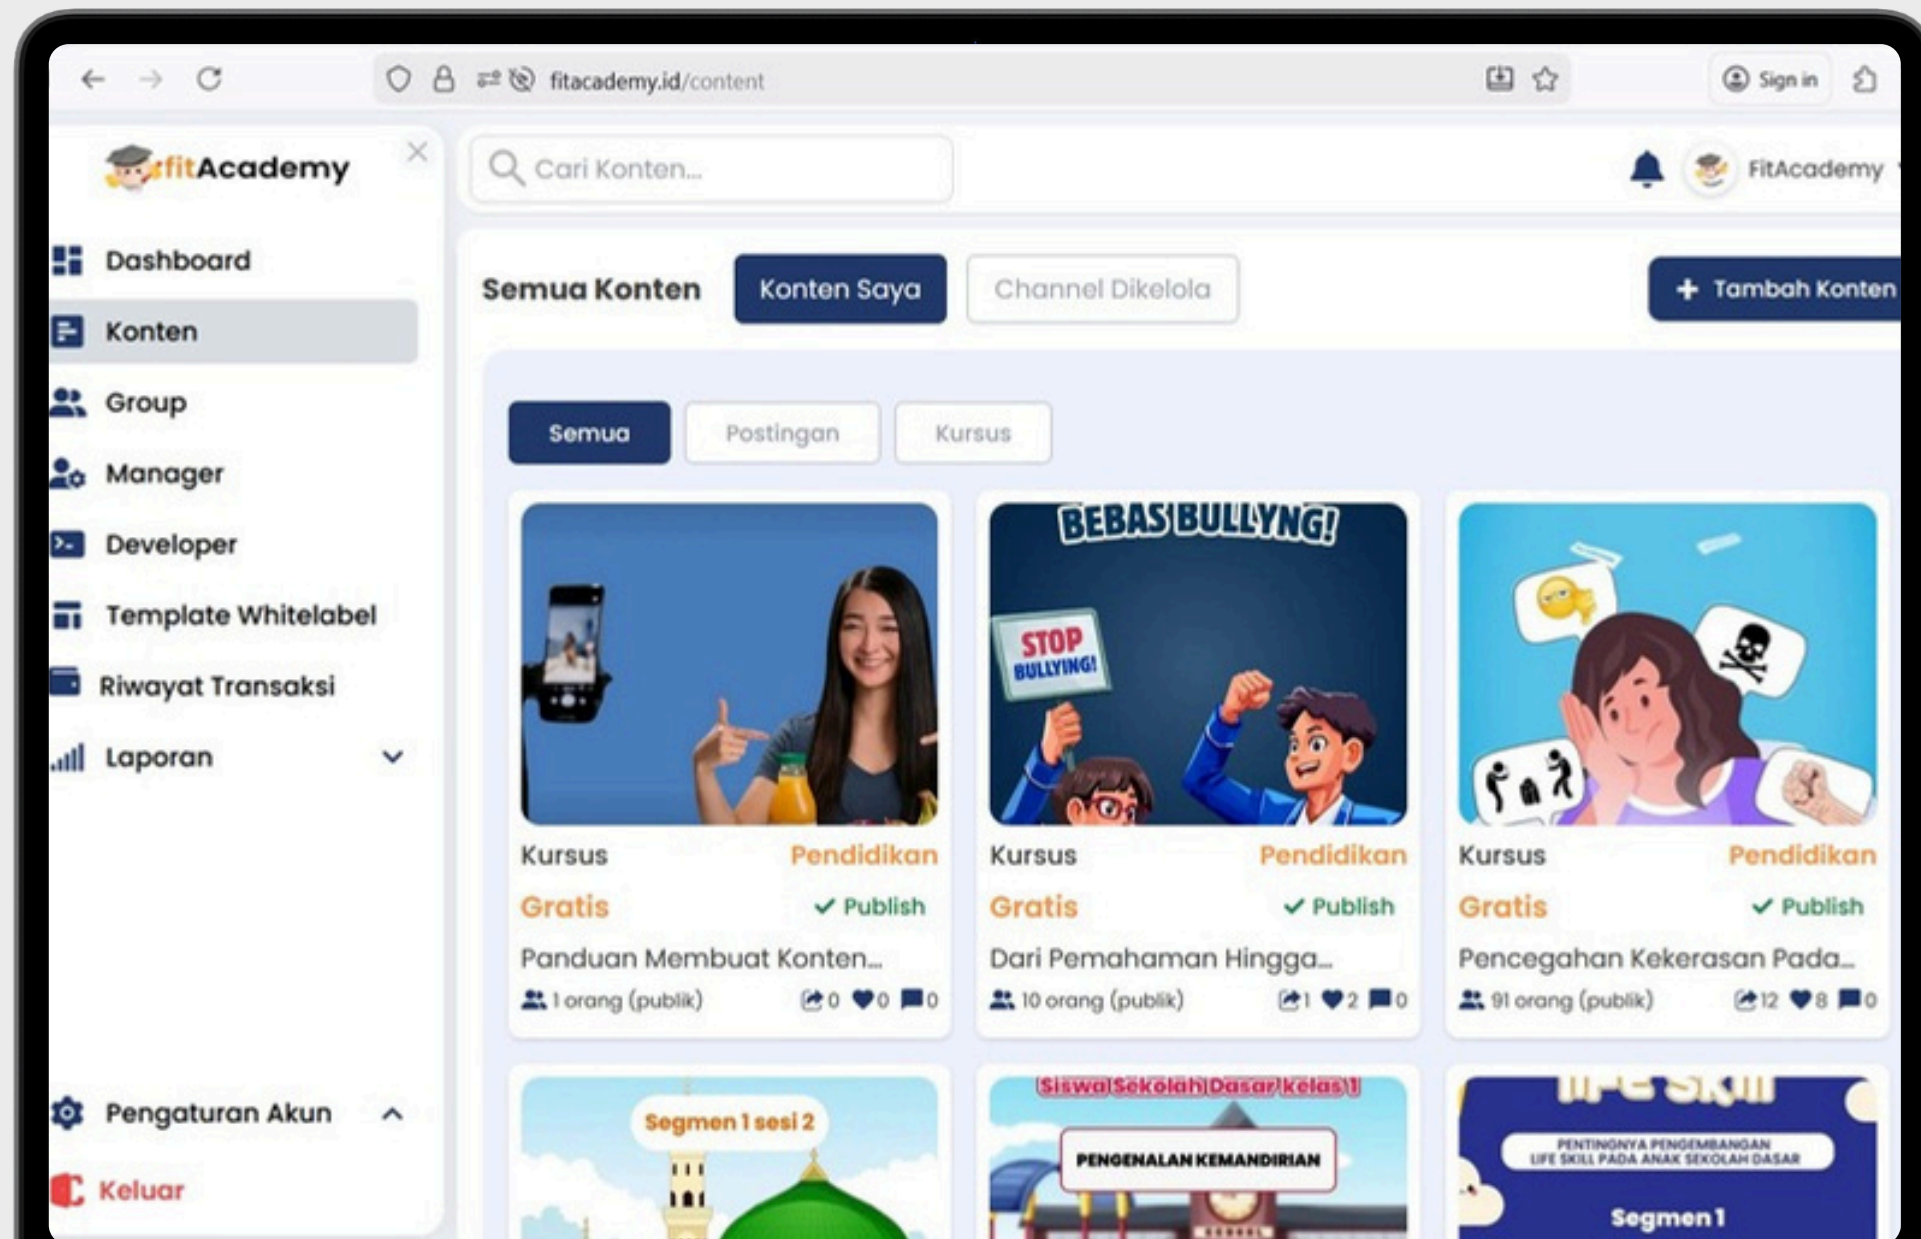 fitacademy.id/content
Sign in
fitAcademy
Cari Konten...
FitAcademy
Dashboard
Konten
Group
Manager
Developer
Template Whitelabel
Riwayat Transaksi
Laporan
Pengaturan Akun
Keluar
Semua Konten
Konten Saya
Channel Dikelola
+ Tambah Konten
Semua
Postingan
Kursus
Kursus Pendidikan
Gratis Publish
Panduan Membuat Konten...
1 orang (publik) 0 0 0
BEBAS BULLYNG!
STOP
BULLYING!
Kursus Pendidikan
Gratis Publish
Dari Pemahaman Hingga...
10 orang (publik) 1 2 0
Kursus Pendidikan
Gratis Publish
Pencegahan Kekerasan Pada...
91 orang (publik) 12 8 0
Segmen 1 sesi 2
Siswa Sekolah Dasar kelas 1
PENGENALAN KEMANDIRIAN
LIFE SKILL
PENTINGNYA PENGEMBANGAN
LIFE SKILL PADA ANAK SEKOLAH DASAR
Segmen 1